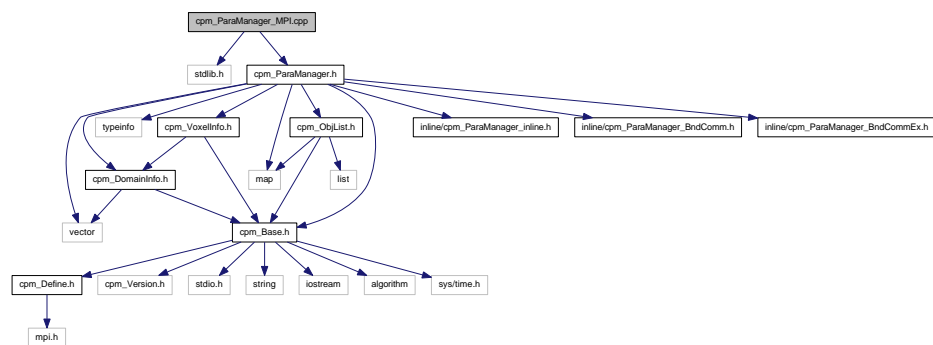 cpm_ParaManager_MPI.cpp
stdlib.h
cpm_ParaManager.h
typeinfo
cpm_VoxelInfo.h
cpm_ObjList.h
inline/cpm_ParaManager_inline.h
inline/cpm_ParaManager_BndComm.h
inline/cpm_ParaManager_BndCommEx.h
cpm_DomainInfo.h
map
list
vector
cpm_Base.h
cpm_Define.h
cpm_Version.h
stdio.h
string
iostream
algorithm
sys/time.h
mpi.h